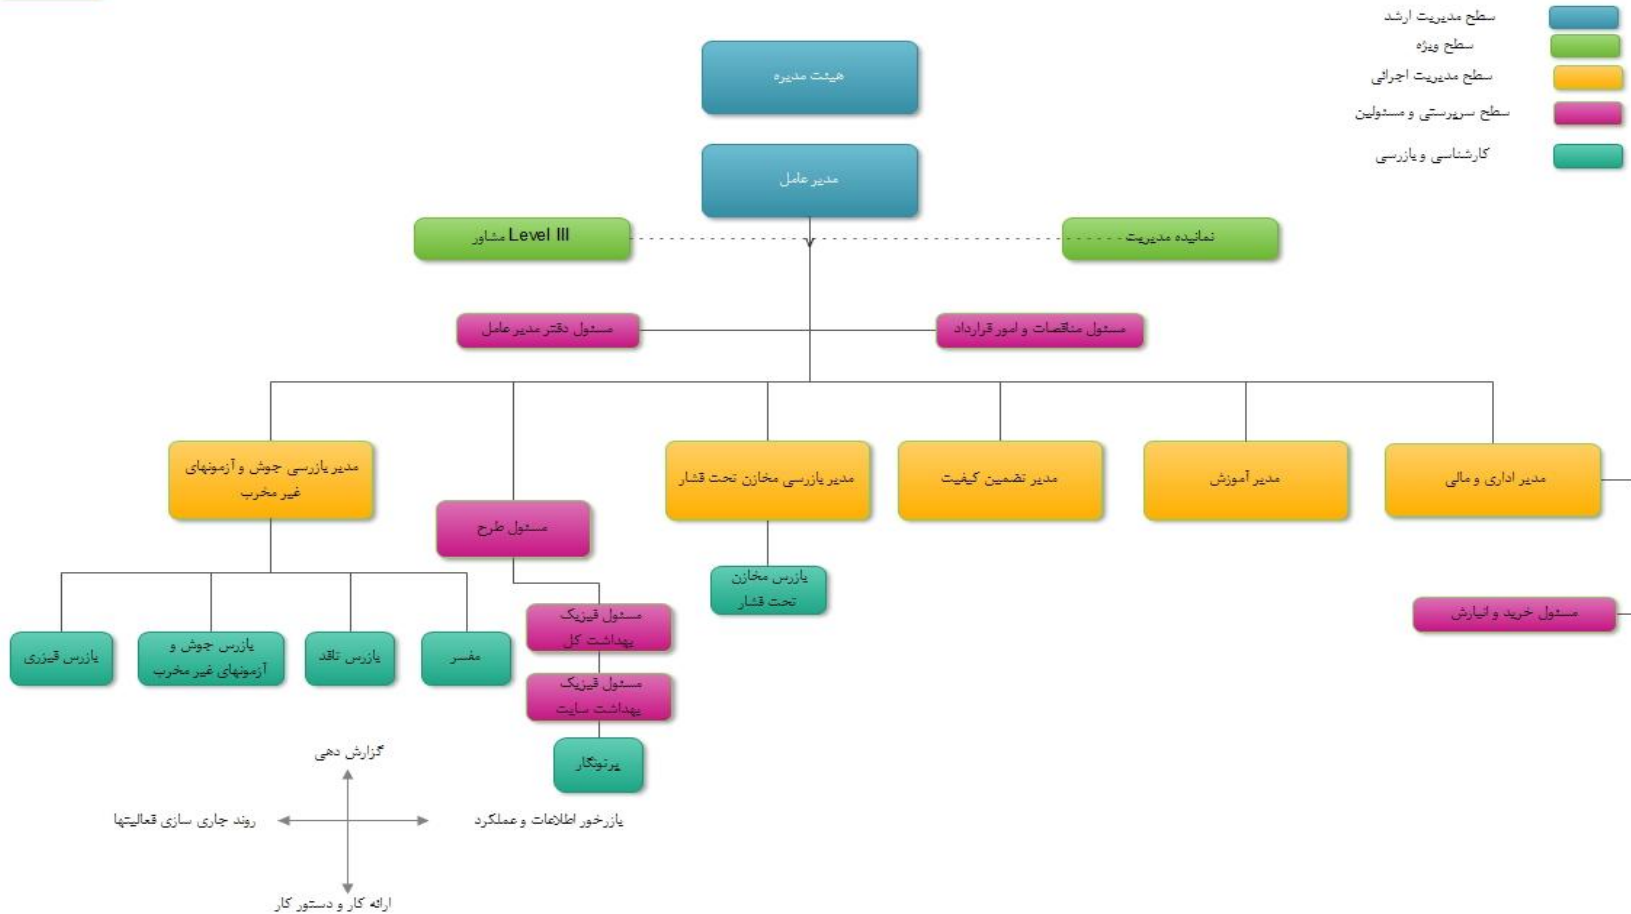 سطح مدیریت ارشد
سطح ویژه
سطح مدیریت اجرائی
سطح سرپرستی و مسئولین
کارشناسی و بازرسی
هیئت مدیره
مدیر عامل
نماینده مدیریت
مشاور Level III
مسئول مناقصات و امور قرارداد
مسئول دفتر مدیر عامل
مدیر اداری و مالی
مدیر آموزش
مدیر تضمین کیفیت
مدیر بازرسی مخازن تحت فشار
مدیر بازرسی جوش و آزمونهای
غیر مخرب
مسئول طرح
بازرس مخازن
تحت فشار
مسئول خرید و انبارش
مسئول فیزیک
بهداشت کل
مسئول فیزیک
بهداشت سایت
پرتونگار
مفسر
بازرس تافد
بازرس جوش و
آزمونهای غیر مخرب
بازرس فیزری
گزارش دهی
بازرخور اطلاعات و عملکرد
روند جاری سازی فعالیتها
ارائه کار و دستور کار